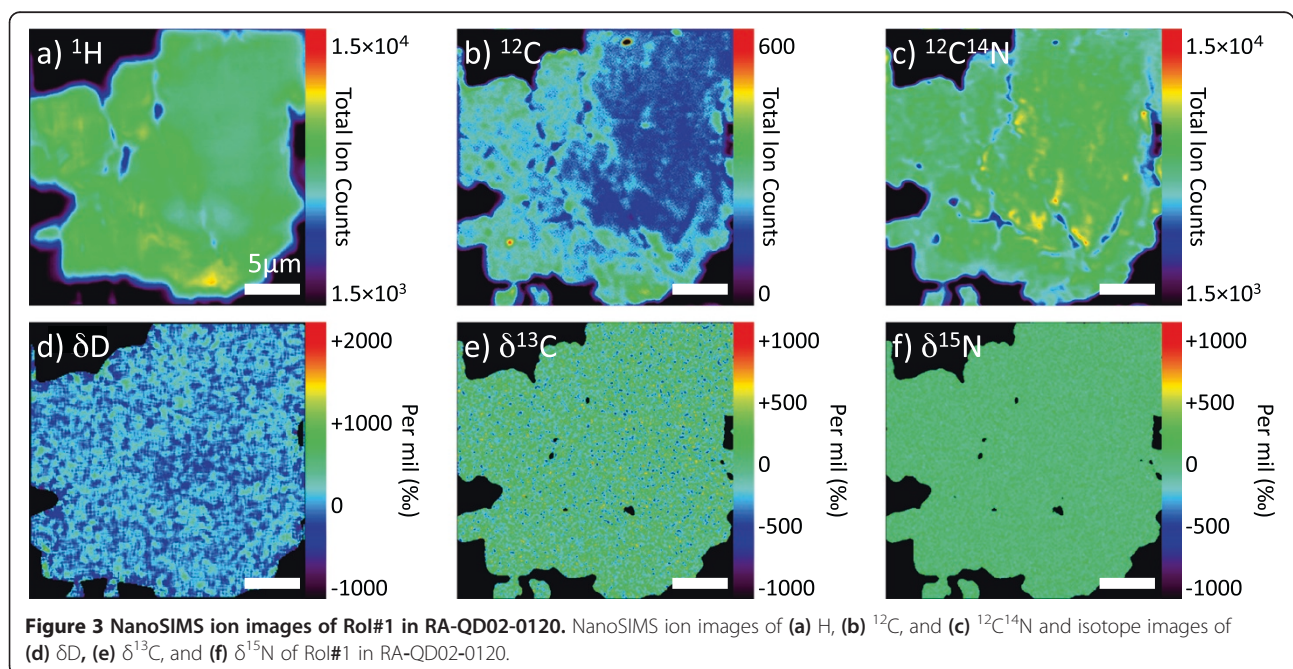 a) ¹H
1.5×10⁴
Total Ion Counts
1.5×10³
5µm
b) ¹²C
600
Total Ion Counts
0
c) ¹²C¹⁴N
1.5×10⁴
Total Ion Counts
1.5×10³
d) δD
+2000
+1000
0
-1000
Per mil (‰)
e) δ¹³C
+1000
+500
0
-500
-1000
Per mil (‰)
f) δ¹⁵N
+1000
+500
0
-500
-1000
Per mil (‰)
Figure 3 NanoSIMS ion images of RoI#1 in RA-QD02-0120. NanoSIMS ion images of (a) H, (b) ¹²C, and (c) ¹²C¹⁴N and isotope images of
(d) δD, (e) δ¹³C, and (f) δ¹⁵N of RoI#1 in RA-QD02-0120.